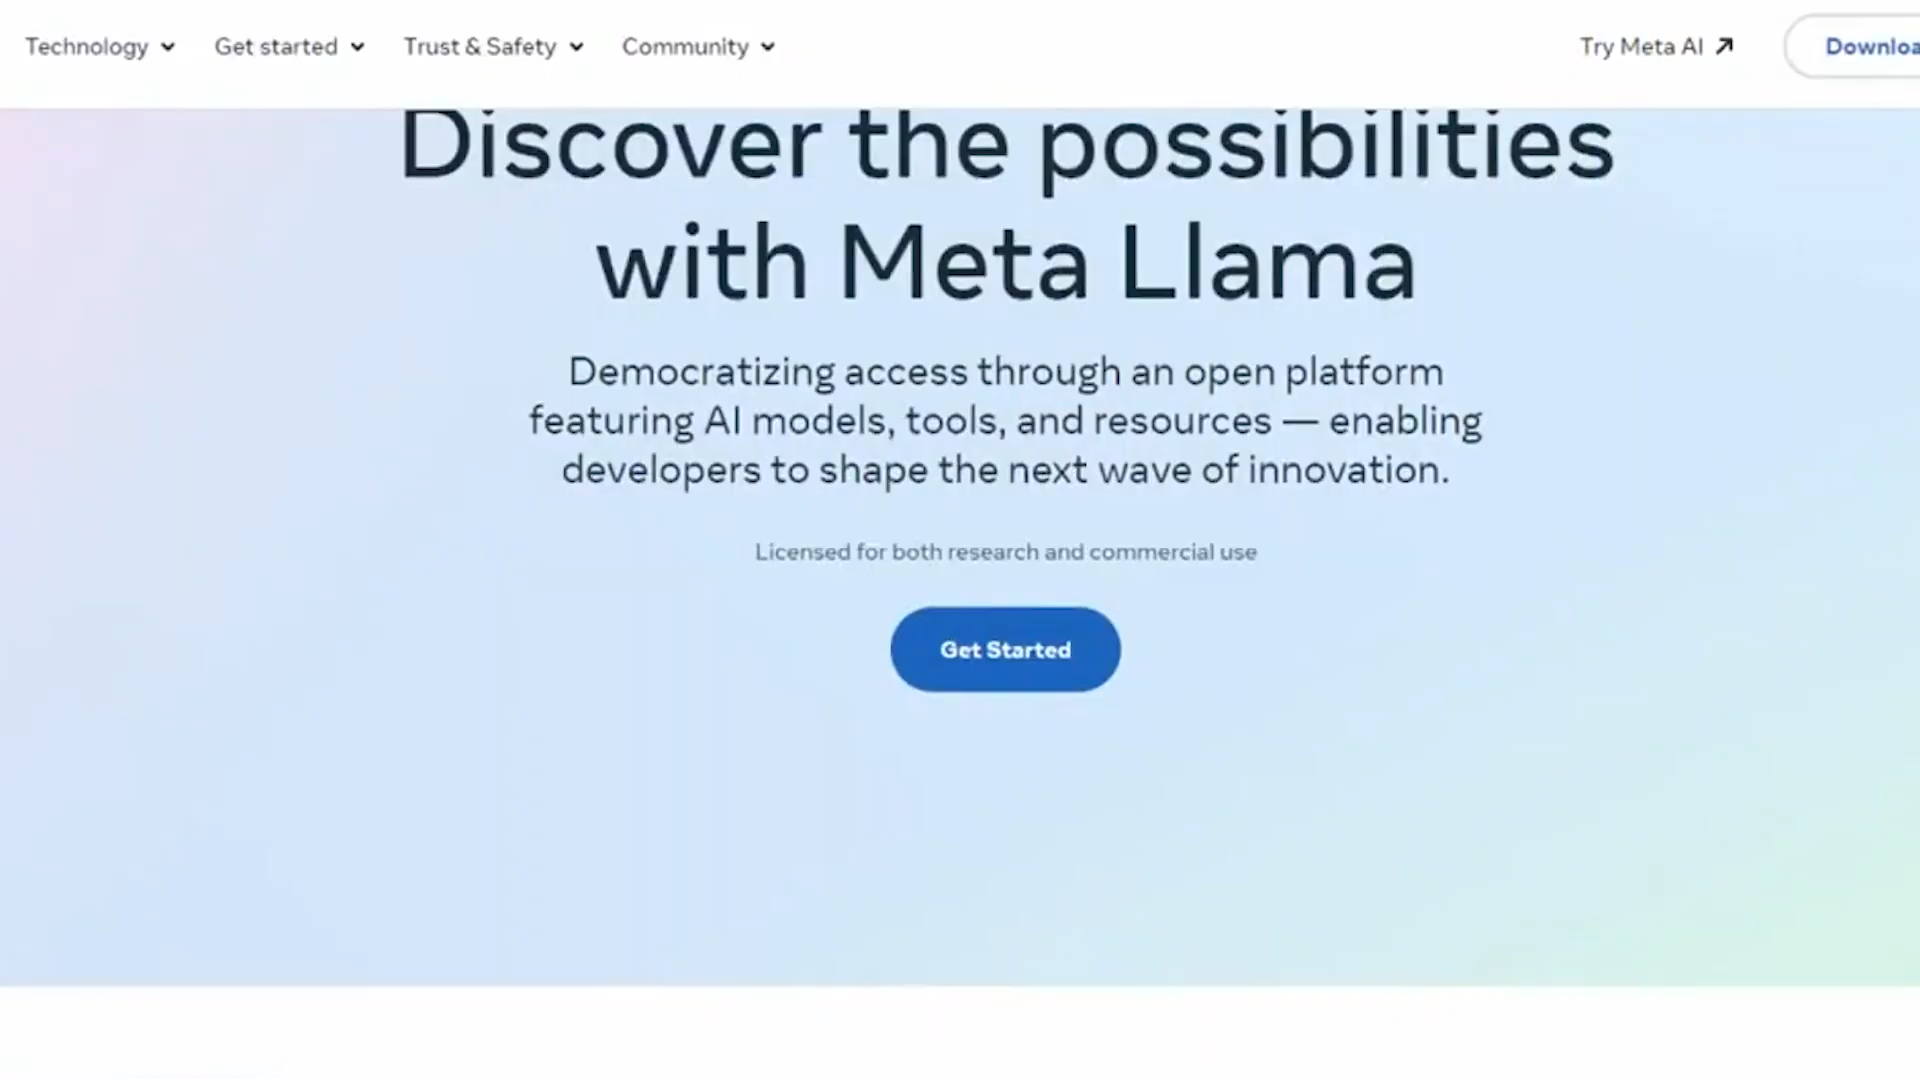 Technology Get started Trust & Safety Community Try Meta AI
Discover the possibilities
with Meta Llama
Democratizing access through an open platform
featuring AI models, tools, and resources — enabling
developers to shape the next wave of innovation.
Licensed for both research and commercial use
Get Started